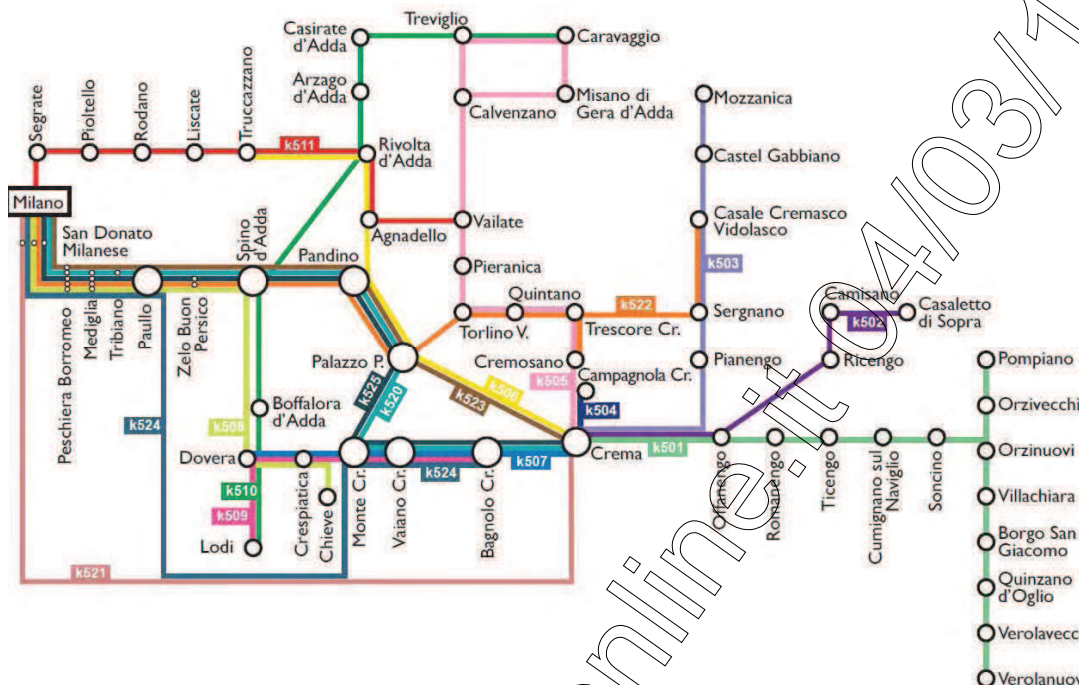 Casirate
d'Adda
Treviglio
Caravaggio
Arzago
d'Adda
Calvenzano
Misano di
Gera d'Adda
Mozzanica
Segrate
Pioltello
Rodano
Liscate
Truccazzano
k511
Rivolta
d'Adda
Castel Gabbiano
Milano
San Donato
Milanese
Spino
d'Adda
Pandino
Agnadello
Vailate
Casale Cremasco
Vidolasco
Pieranica
k503
Peschiera Borromeo
Mediglia
Tribiano
Paullo
Zelo Buon
Persico
Quintano
k522
Torlino V.
Trescore Cr.
Sergnano
Camisano
k502
Casaletto
di Sopra
Palazzo P.
Cremosano
k505
Campagnola Cr.
Pianengo
Ricengo
Pompiano
k525
k520
k506
k523
k504
Boffalora
d'Adda
k524
k508
Orzivecchi
Dovera
k510
k509
Crespiatica
Chieve
Monte Cr.
Vaiano Cr.
k524
Bagnolo Cr.
k507
Crema
k501
Offanengo
Romanengo
Ticengo
Cumignano sul
Naviglio
Soncino
Orzinuovi
Villachiara
Lodi
Borgo San
Giacomo
k521
Quinzano
d'Oglio
Verolavecc
Verolanuov
online.it 04/03/1